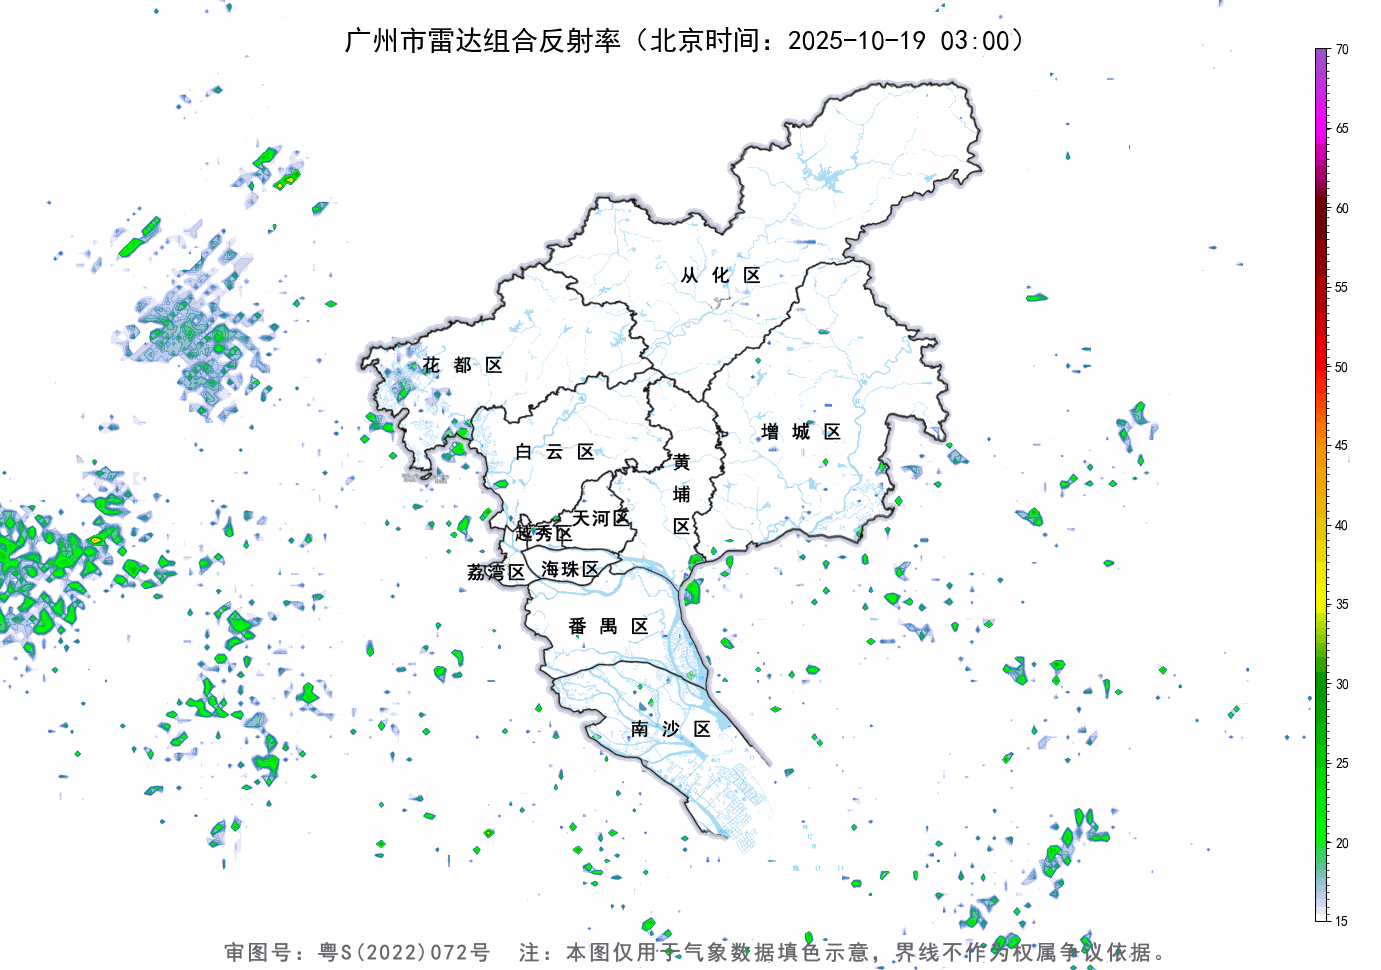 广州市雷达组合反射率（北京时间：2025-10-19 03:00）
70
65
60
55
50
45
40
35
30
25
20
15
从化区
花都区
增城区
白云区
黄埔区
天河区
越秀区
荔湾区
海珠区
番禺区
南沙区
审图号：粤S(2022)072号 注：本图仅用于气象数据填色示意，界线不作为权属争议依据。